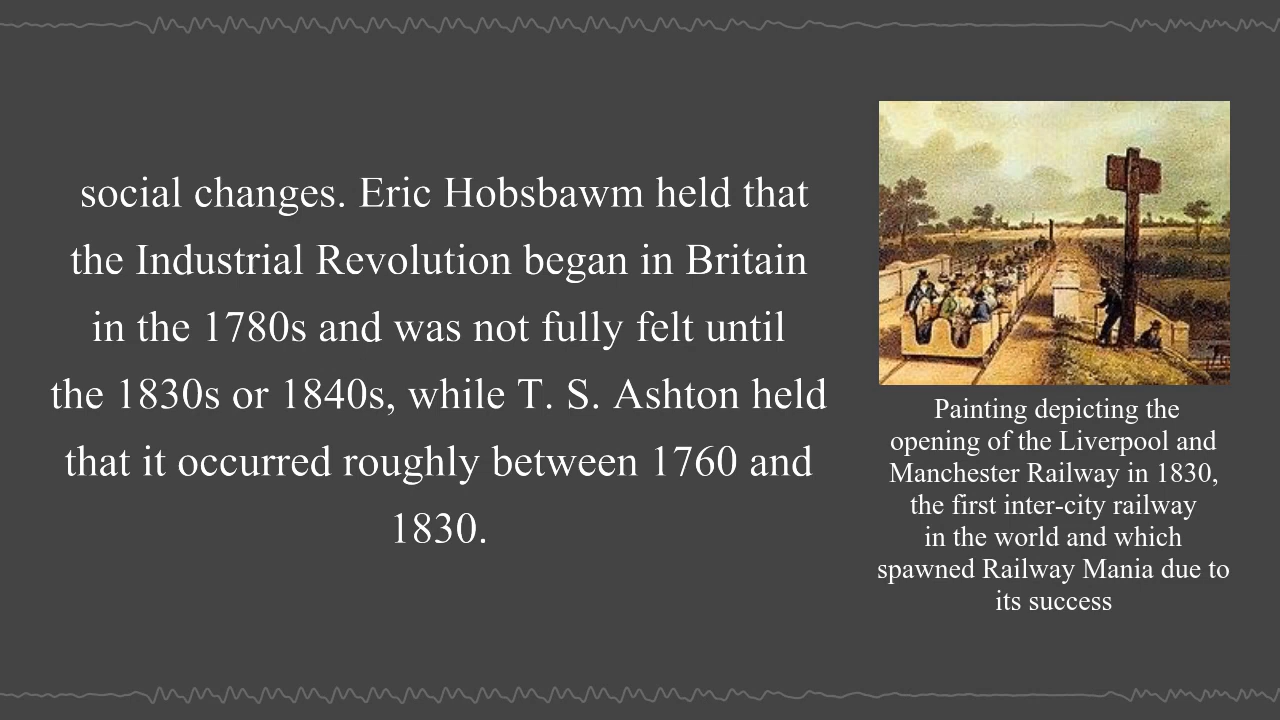 social changes. Eric Hobsbawm held that
the Industrial Revolution began in Britain
in the 1780s and was not fully felt until
the 1830s or 1840s, while T. S. Ashton held
that it occurred roughly between 1760 and
1830.
Painting depicting the
opening of the Liverpool and
Manchester Railway in 1830,
the first inter-city railway
in the world and which
spawned Railway Mania due to
its success